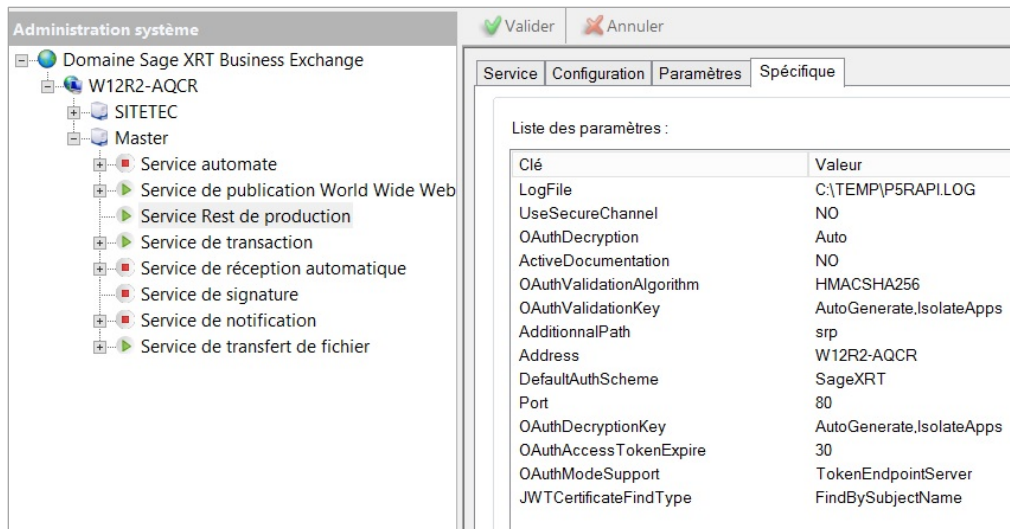 Administration système
Domaine Sage XRT Business Exchange
W12R2-AQCR
SITETEC
Master
Service automate
Service de publication World Wide Web
Service Rest de production
Service de transaction
Service de réception automatique
Service de signature
Service de notification
Service de transfert de fichier
Valider Annuler
Service Configuration Paramètres Spécifique
Liste des paramètres :
Clé Valeur
LogFile C:\TEMP\P5RAPI.LOG
UseSecureChannel NO
OAuthDecryption Auto
ActiveDocumentation NO
OAuthValidationAlgorithm HMACSHA256
OAuthValidationKey AutoGenerate,IsolateApps
AdditionnalPath srp
Address W12R2-AQCR
DefaultAuthScheme SageXRT
Port 80
OAuthDecryptionKey AutoGenerate,IsolateApps
OAuthAccessTokenExpire 30
OAuthModeSupport TokenEndpointServer
JWTCertificateFindType FindBySubjectName